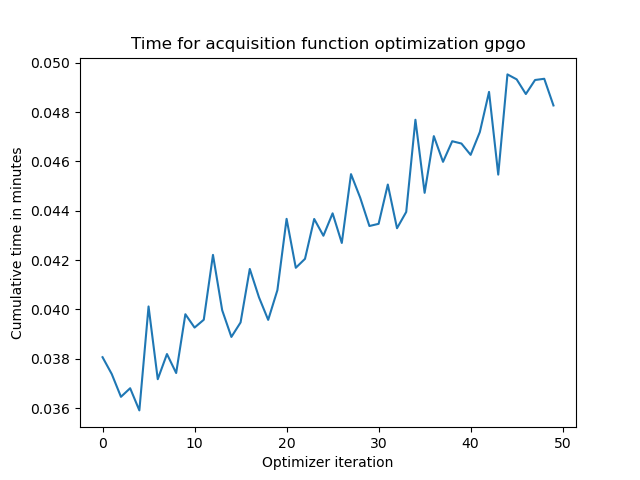 Time for acquisition function optimization gpgo
0.050
0.048
0.046
0.044
0.042
0.040
0.038
0.036
Cumulative time in minutes
0 10 20 30 40 50
Optimizer iteration